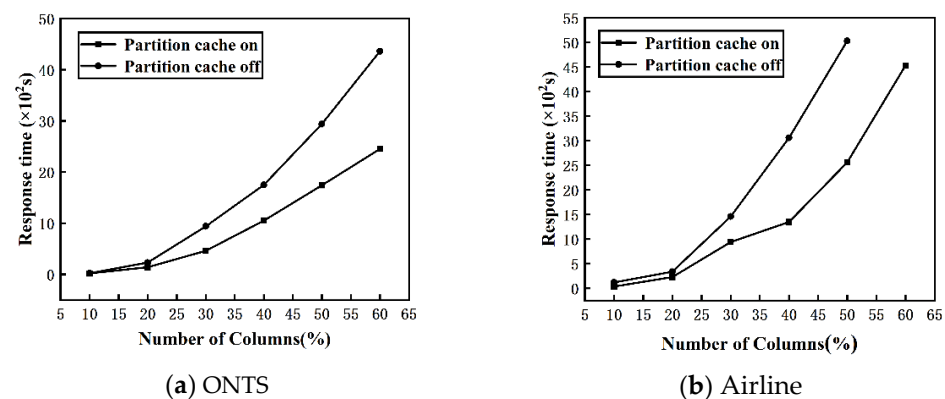 50
40
30
20
10
0
Response time (×10²s)
Partition cache on
Partition cache off
5 10 15 20 25 30 35 40 45 50 55 60 65
Number of Columns(%)
(a) ONTS
55
50
45
40
35
30
25
20
15
10
5
0
Response time (×10²s)
Partition cache on
Partition cache off
5 10 15 20 25 30 35 40 45 50 55 60 65
Number of Columns(%)
(b) Airline